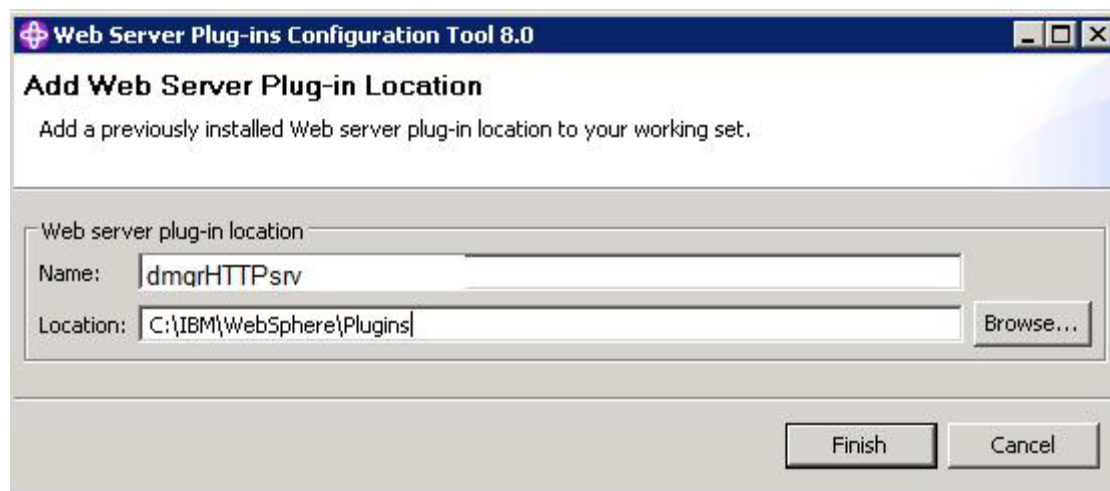 Web Server Plug-ins Configuration Tool 8.0
Add Web Server Plug-in Location
Add a previously installed Web server plug-in location to your working set.
Web server plug-in location
Name: dmgrHTTPsrv
Location: C:\IBM\WebSphere\Plugins Browse...
Finish Cancel